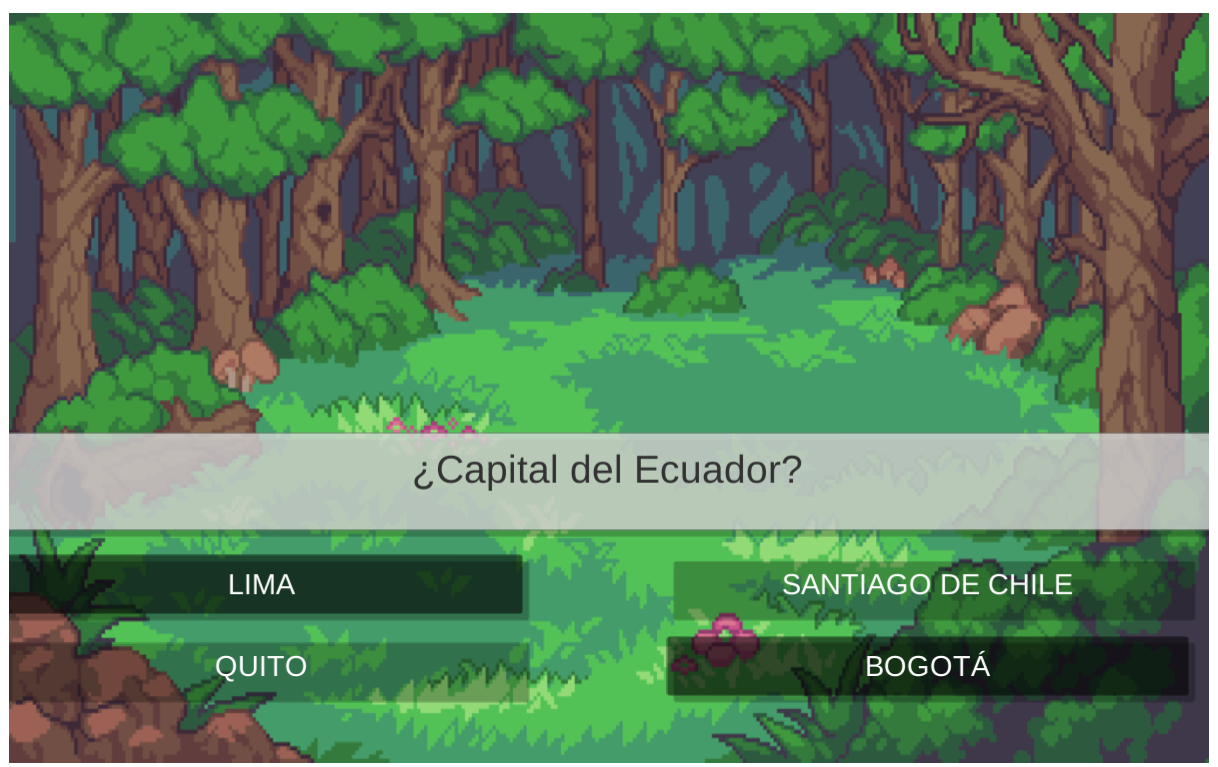 ¿Capital del Ecuador?
LIMA
SANTIAGO DE CHILE
QUITO
BOGOTÁ